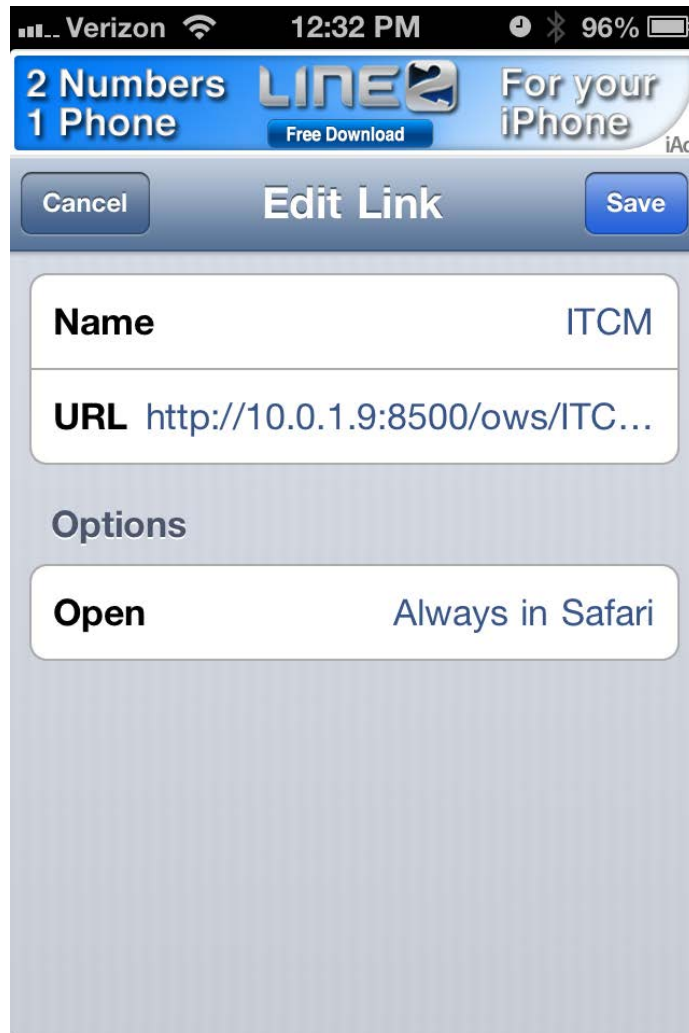 Verizon 12:32 PM 96%
2 Numbers LINE2 For your
1 Phone Free Download iPhone
iAd
Cancel Edit Link Save
Name ITCM
URL http://10.0.1.9:8500/ows/ITC...
Options
Open Always in Safari